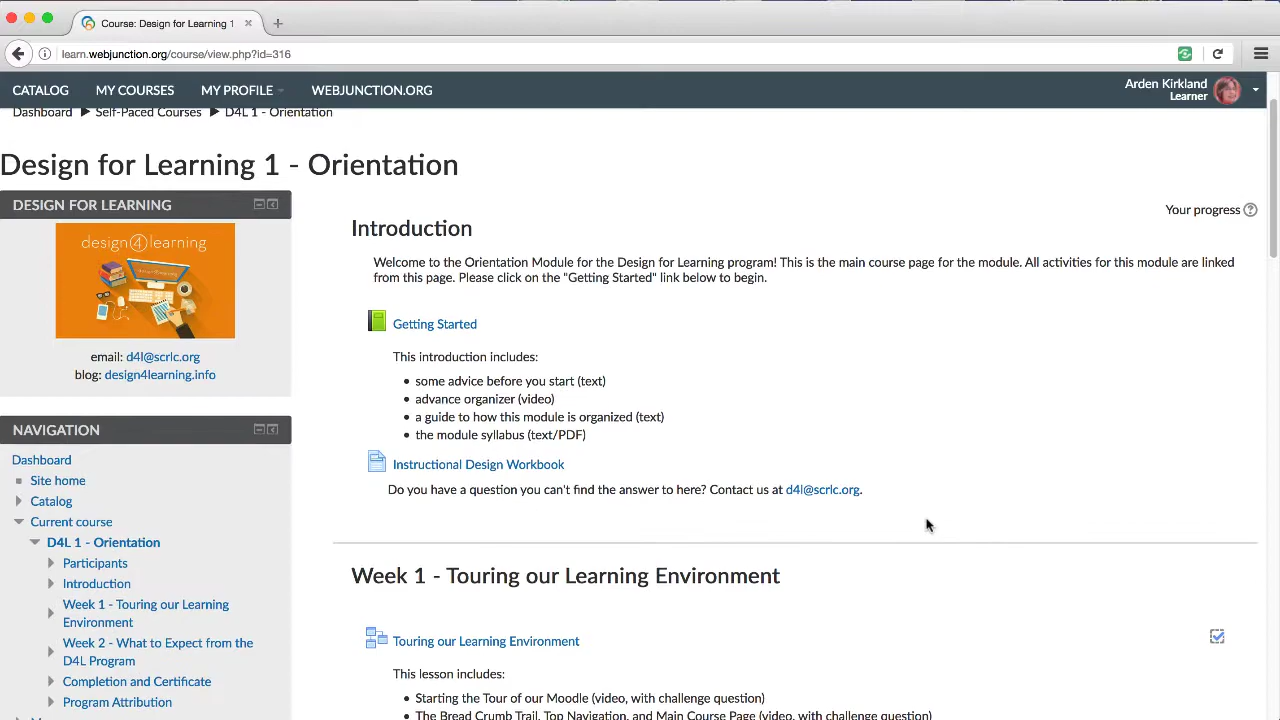 Course: Design for Learning 1
learn.webjunction.org/course/view.php?id=316
CATALOG MY COURSES MY PROFILE WEBJUNCTION.ORG
Arden Kirkland
Learner
Dashboard Self-Paced Courses D4L 1 - Orientation
Design for Learning 1 - Orientation
DESIGN FOR LEARNING
design4learning
email: d4l@scrlc.org
blog: design4learning.info
NAVIGATION
Dashboard
Site home
Catalog
Current course
D4L 1 - Orientation
Participants
Introduction
Week 1 - Touring our Learning
Environment
Week 2 - What to Expect from the
D4L Program
Completion and Certificate
Program Attribution
Your progress
Introduction
Welcome to the Orientation Module for the Design for Learning program! This is the main course page for the module. All activities for this module are linked
from this page. Please click on the "Getting Started" link below to begin.
Getting Started
This introduction includes:
• some advice before you start (text)
• advance organizer (video)
• a guide to how this module is organized (text)
• the module syllabus (text/PDF)
Instructional Design Workbook
Do you have a question you can't find the answer to here? Contact us at d4l@scrlc.org.
Week 1 - Touring our Learning Environment
Touring our Learning Environment
This lesson includes:
• Starting the Tour of our Moodle (video, with challenge question)
• The Bread Crumb Trail, Top Navigation, and Main Course Page (video, with challenge question)